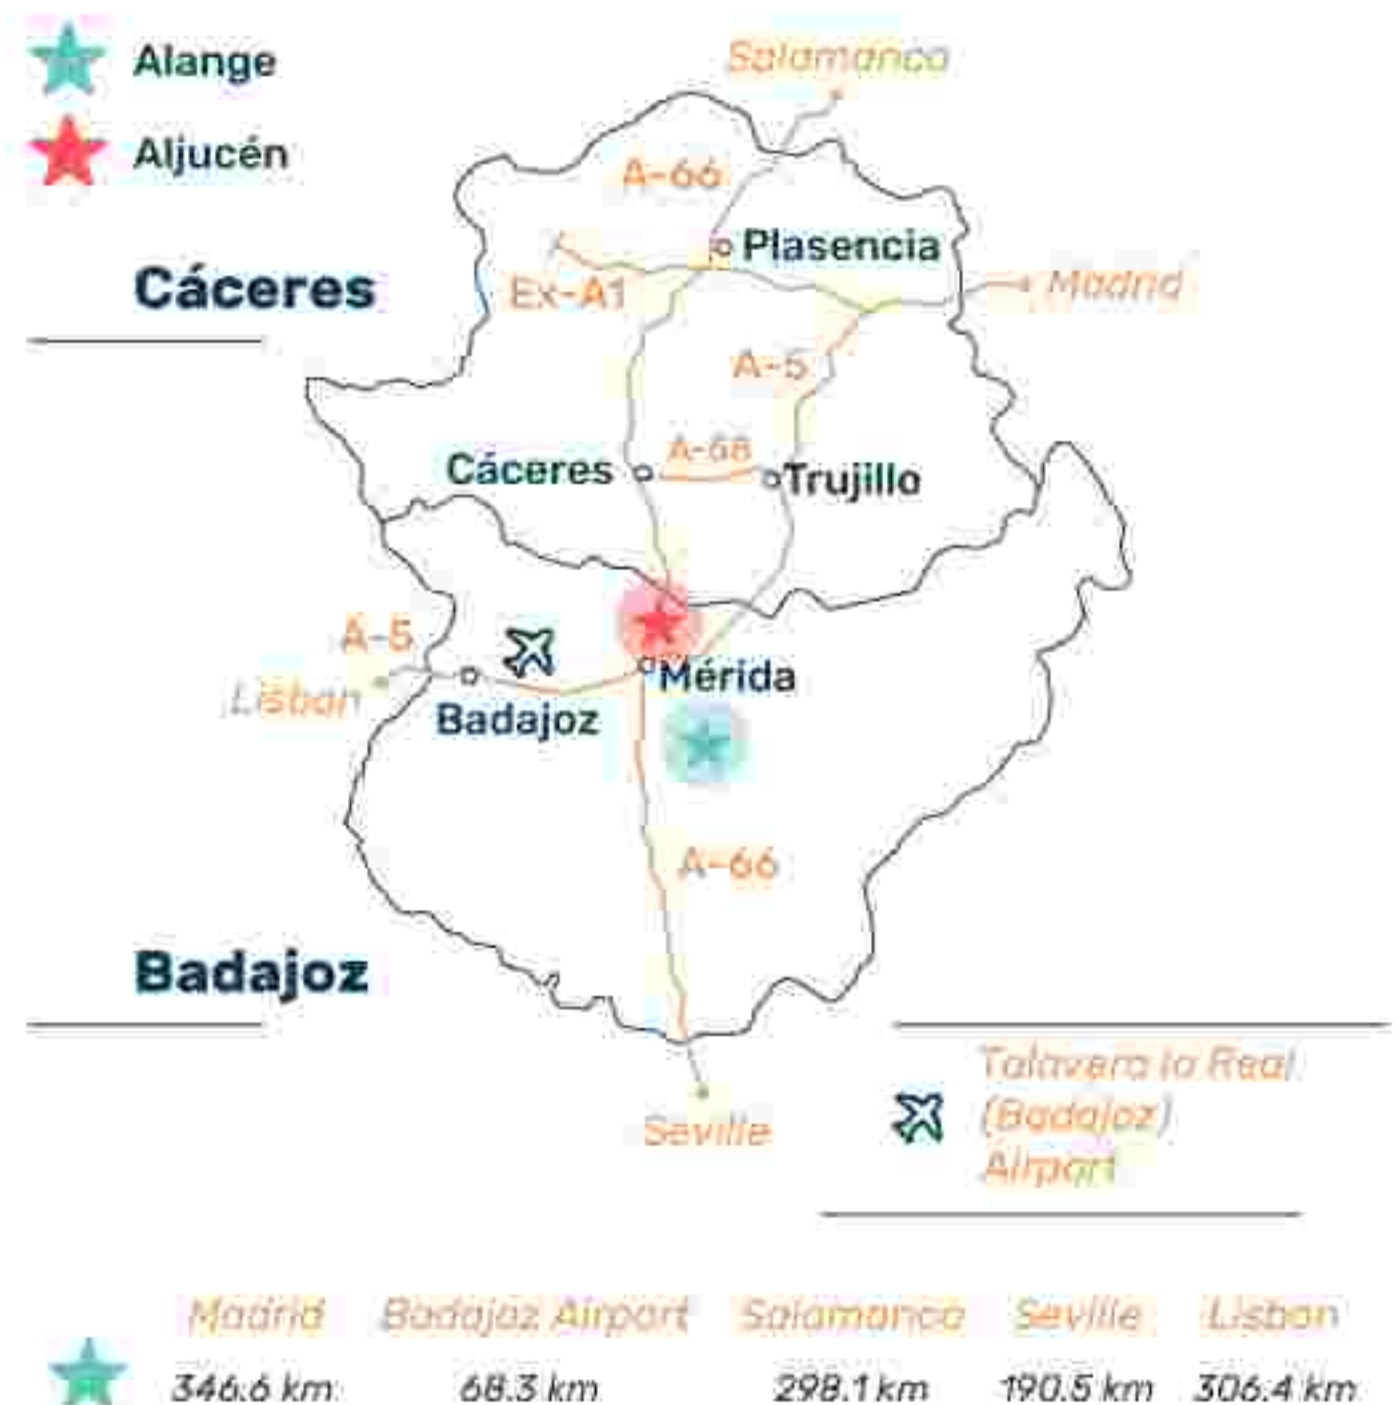 Alange
Salamanca
Aljucén
A-66
Plasencia
Cáceres
Ex-A1
Madrid
A-5
A-68
Cáceres
Trujillo
A-5
Mérida
Lisbon
Badajoz
A-66
Badajoz
Talavera la Real
(Badajoz)
Airport
Seville
Madrid Badajoz Airport Salamanca Seville Lisbon
346.6 km 68.3 km 298.1 km 190.5 km 306.4 km